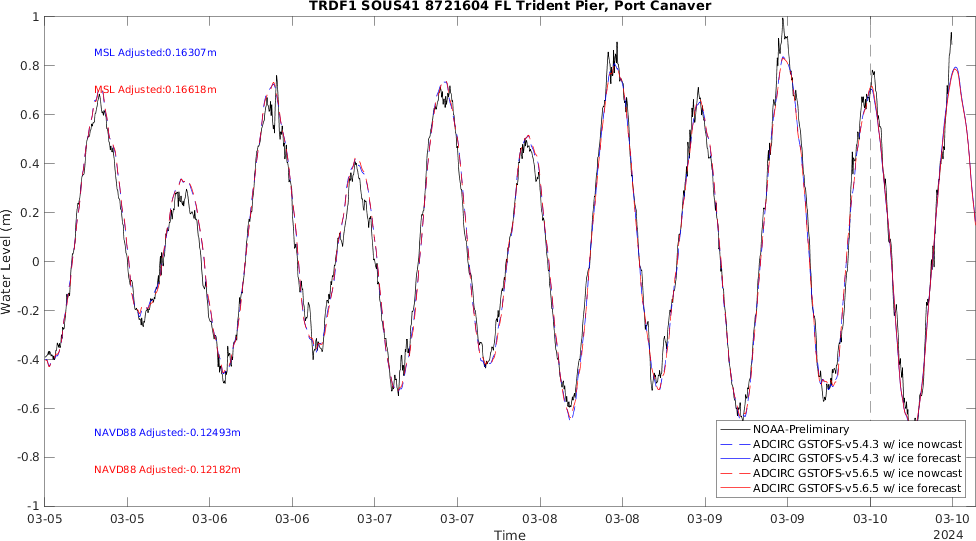 TRDF1 SOUS41 8721604 FL Trident Pier, Port Canaver
Water Level (m)
1
0.8
0.6
0.4
0.2
0
-0.2
-0.4
-0.6
-0.8
-1
MSL Adjusted:0.16307m
MSL Adjusted:0.16618m
NAVD88 Adjusted:-0.12493m
NAVD88 Adjusted:-0.12182m
NOAA-Preliminary
ADCIRC GSTOFS-v5.4.3 w/ ice nowcast
ADCIRC GSTOFS-v5.4.3 w/ ice forecast
ADCIRC GSTOFS-v5.6.5 w/ ice nowcast
ADCIRC GSTOFS-v5.6.5 w/ ice forecast
03-05 03-05 03-06 03-06 03-07 03-07 03-08 03-08 03-09 03-09 03-10 03-10
2024
Time